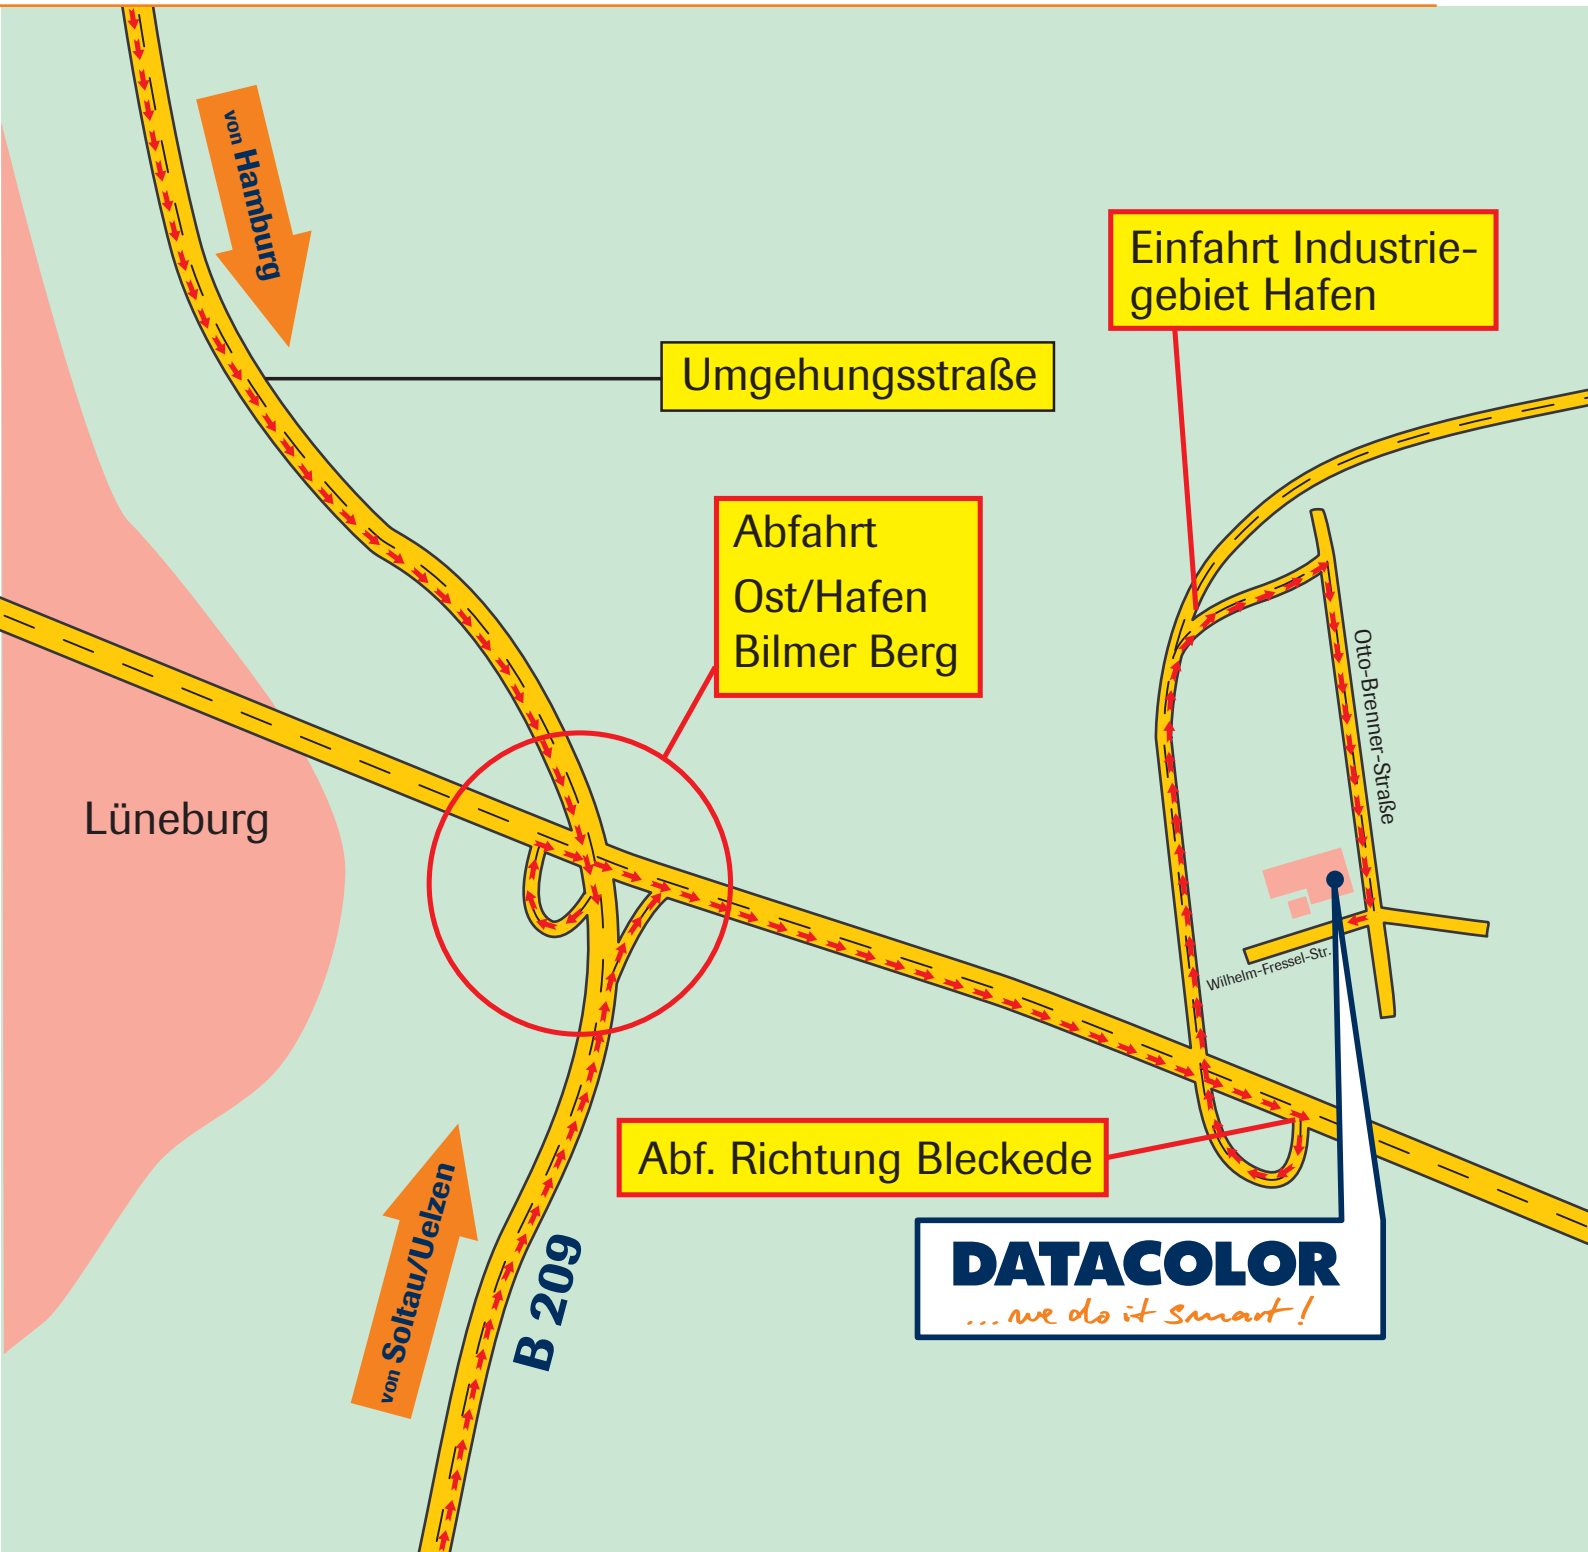 von Hamburg
Einfahrt Industrie-
gebiet Hafen
Umgehungsstraße
Abfahrt
Ost/Hafen
Bilmer Berg
Otto-Brenner-Straße
Lüneburg
Wilhelm-Fressel-Str.
Abf. Richtung Bleckede
von Soltau/Uelzen
B 209
DATACOLOR
... we do it smart!